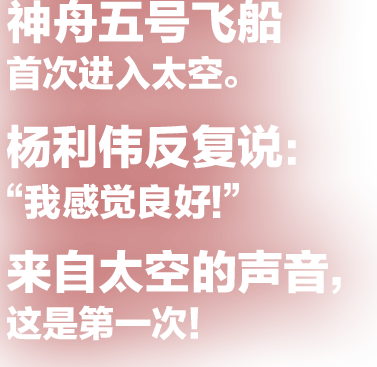 神舟五号飞船
首次进入太空。
杨利伟反复说:
“我感觉良好!”
来自太空的声音,
这是第一次!